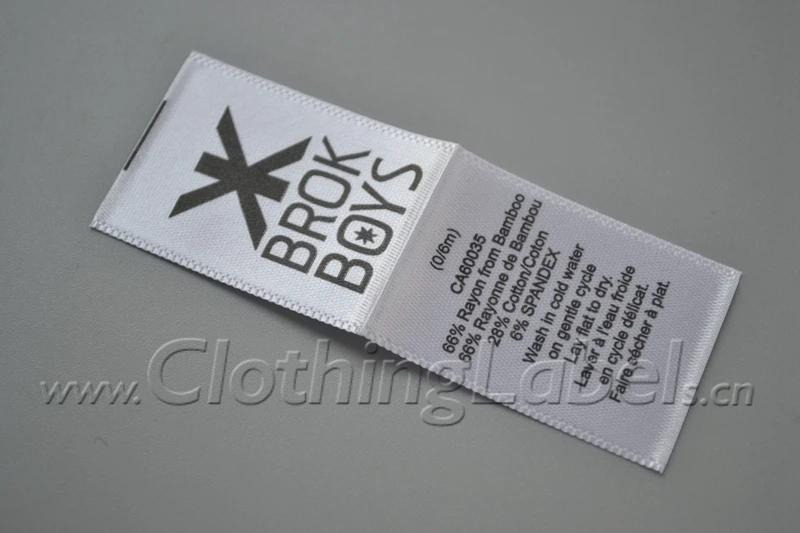 BROK
BOYS
(0/6m)
CA60035
66% Rayon from Bamboo
36% Rayonne de Bambou
28% Cotton/Coton
6% SPANDEX
Wash in cold water
on gentle cycle
Lay flat to dry.
Laver à l'eau froide
en cycle délicat.
Faire sécher à plat.
www.ClothingLabels.cn